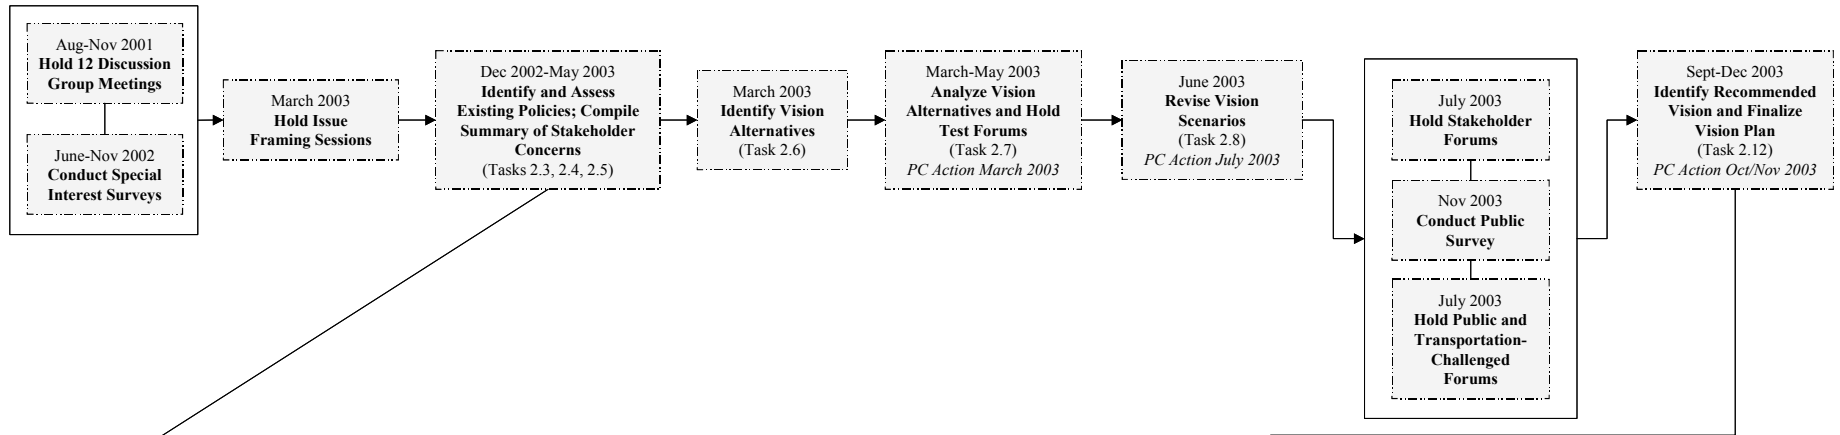 Aug-Nov 2001
Hold 12 Discussion
Group Meetings
June-Nov 2002
Conduct Special
Interest Surveys
March 2003
Hold Issue
Framing Sessions
Dec 2002-May 2003
Identify and Assess
Existing Policies; Compile
Summary of Stakeholder
Concerns
(Tasks 2.3, 2.4, 2.5)
March 2003
Identify Vision
Alternatives
(Task 2.6)
March-May 2003
Analyze Vision
Alternatives and Hold
Test Forums
(Task 2.7)
PC Action March 2003
June 2003
Revise Vision
Scenarios
(Task 2.8)
PC Action July 2003
July 2003
Hold Stakeholder
Forums
Nov 2003
Conduct Public
Survey
July 2003
Hold Public and
Transportation-
Challenged
Forums
Sept-Dec 2003
Identify Recommended
Vision and Finalize
Vision Plan
(Task 2.12)
PC Action Oct/Nov 2003